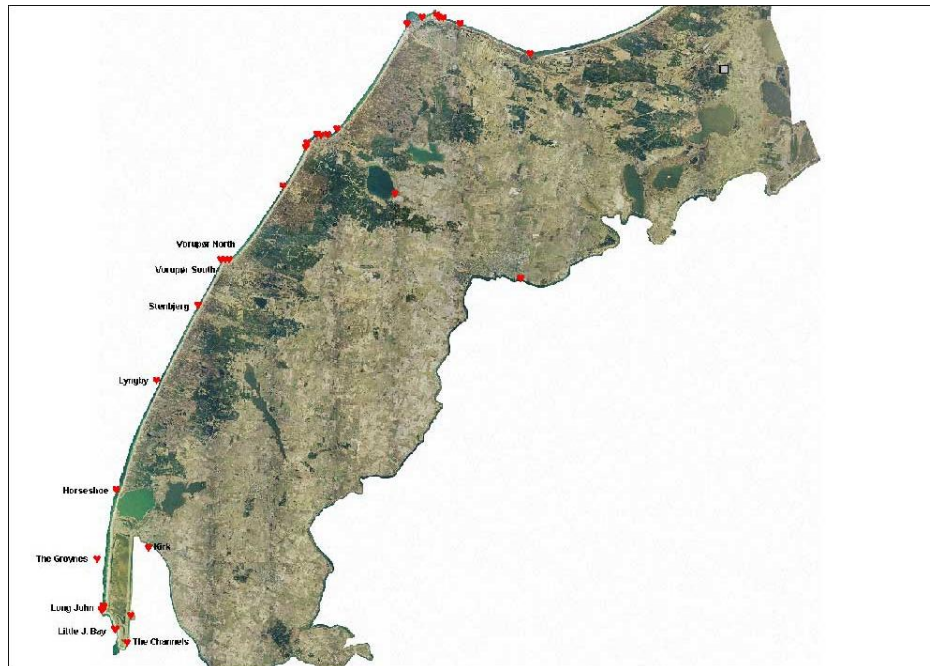 Vorupør North
Vorupør South
Stenbjerg
Lyngby
Horseshoe
Kirk
The Groynes
Long John
Little J. Bay
The Channels